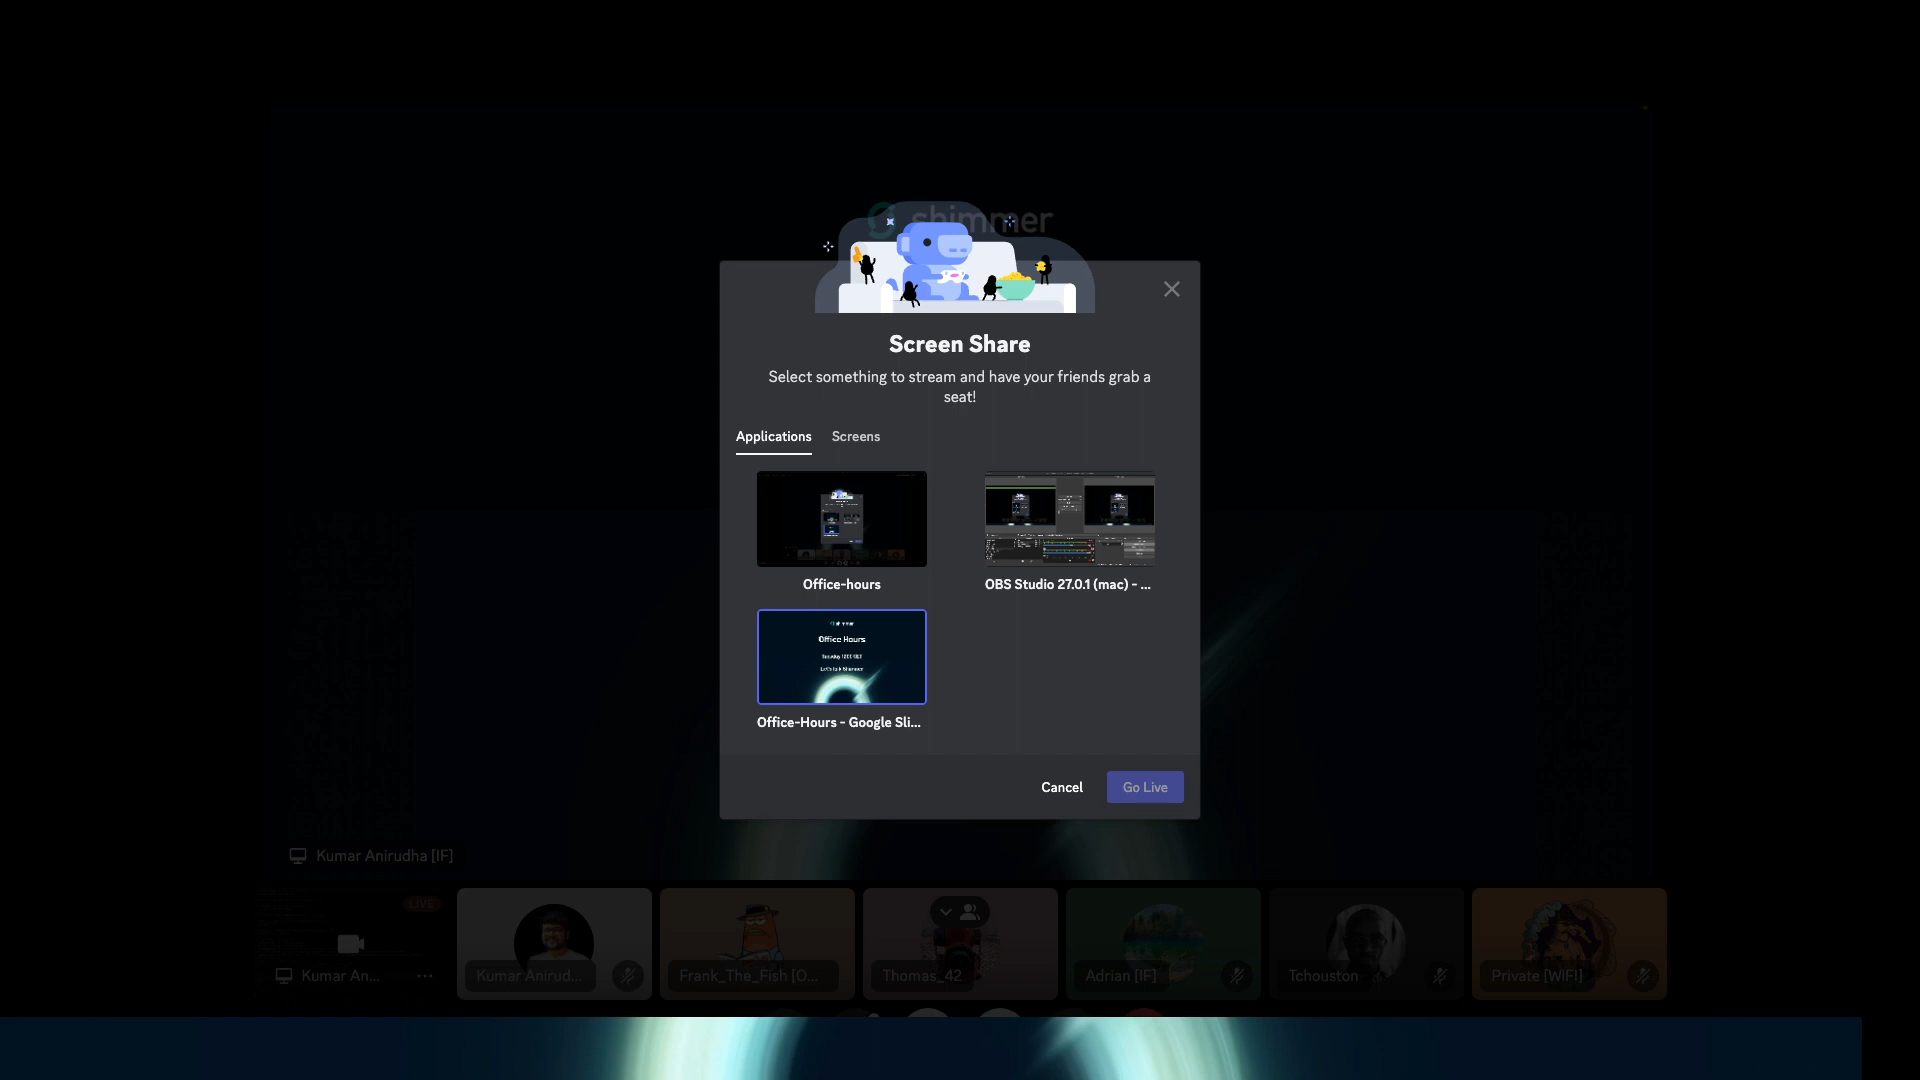 shimmer
Screen Share
Select something to stream and have your friends grab a
seat!
Applications
Screens
Office-hours
OBS Studio 27.0.1 (mac) - ...
Office Hours
Office-Hours - Google Sli...
Cancel
Go Live
Kumar Anirudha [IF]
LIVE
Kumar An...
Kumar Anirud...
Frank_The_Fish [O...
Thomas_42
Adrian [IF]
Tchouston
Private [WIFI]